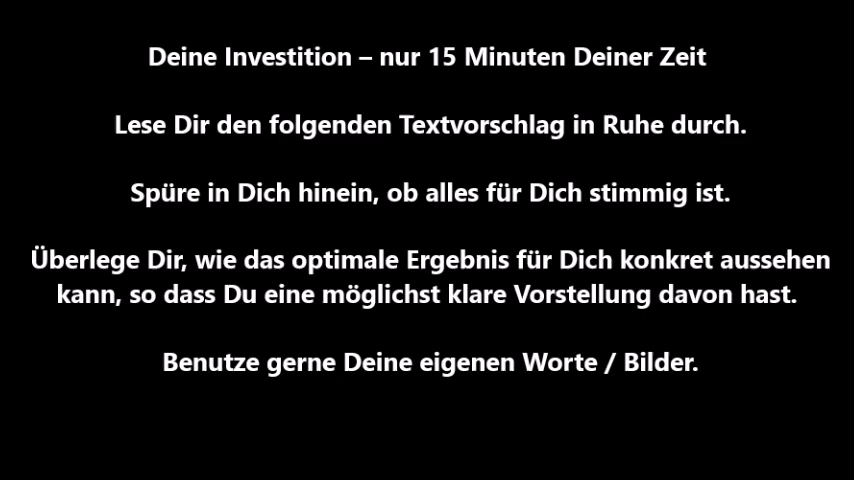 Deine Investition – nur 15 Minuten Deiner Zeit
Lese Dir den folgenden Textvorschlag in Ruhe durch.
Spüre in Dich hinein, ob alles für Dich stimmig ist.
Überlege Dir, wie das optimale Ergebnis für Dich konkret aussehen
kann, so dass Du eine möglichst klare Vorstellung davon hast.
Benutze gerne Deine eigenen Worte / Bilder.